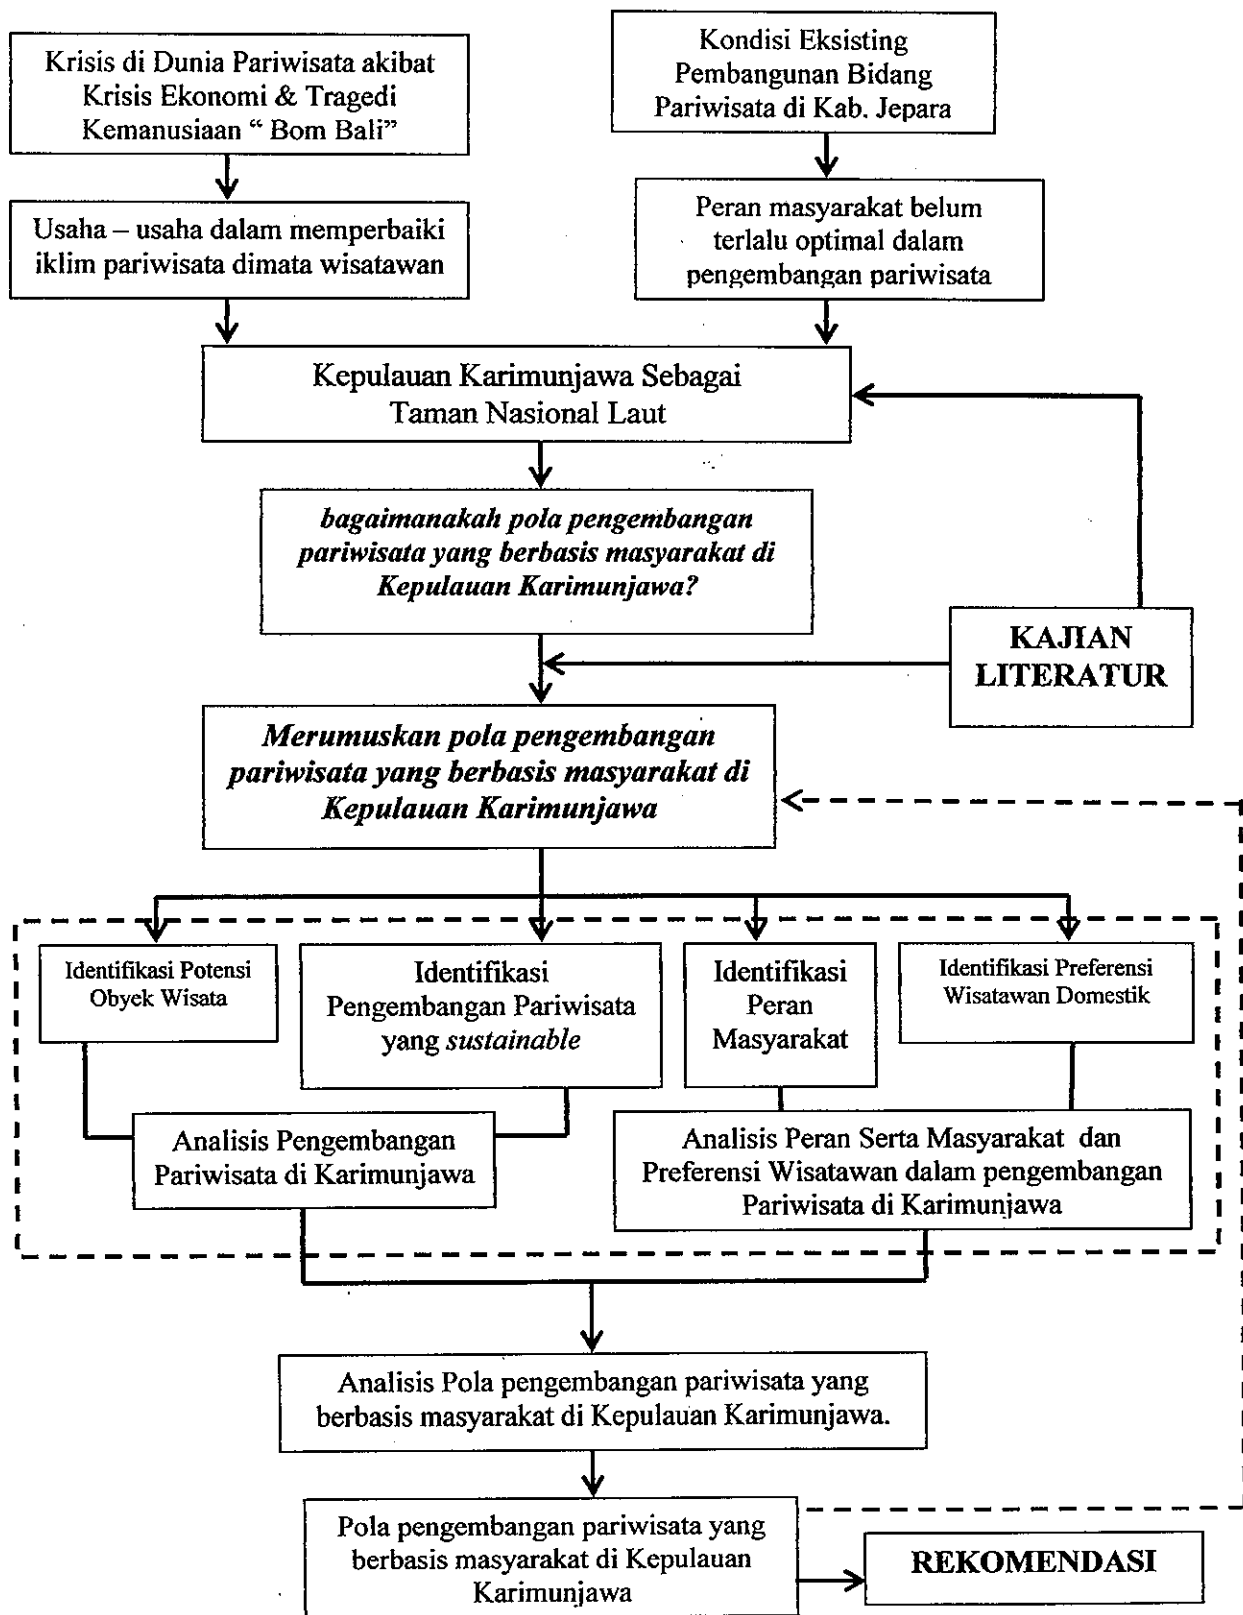 Krisis di Dunia Pariwisata akibat
Krisis Ekonomi & Tragedi
Kemanusiaan “ Bom Bali”
Kondisi Eksisting
Pembangunan Bidang
Pariwisata di Kab. Jepara
Usaha – usaha dalam memperbaiki
iklim pariwisata dimata wisatawan
Peran masyarakat belum
terlalu optimal dalam
pengembangan pariwisata
Kepulauan Karimunjawa Sebagai
Taman Nasional Laut
bagaimanakah pola pengembangan
pariwisata yang berbasis masyarakat di
Kepulauan Karimunjawa?
KAJIAN
LITERATUR
Merumuskan pola pengembangan
pariwisata yang berbasis masyarakat di
Kepulauan Karimunjawa
Identifikasi Potensi
Obyek Wisata
Identifikasi
Pengembangan Pariwisata
yang sustainable
Identifikasi
Peran
Masyarakat
Identifikasi Preferensi
Wisatawan Domestik
Analisis Pengembangan
Pariwisata di Karimunjawa
Analisis Peran Serta Masyarakat dan
Preferensi Wisatawan dalam pengembangan
Pariwisata di Karimunjawa
Analisis Pola pengembangan pariwisata yang
berbasis masyarakat di Kepulauan Karimunjawa.
Pola pengembangan pariwisata yang
berbasis masyarakat di Kepulauan
Karimunjawa
REKOMENDASI